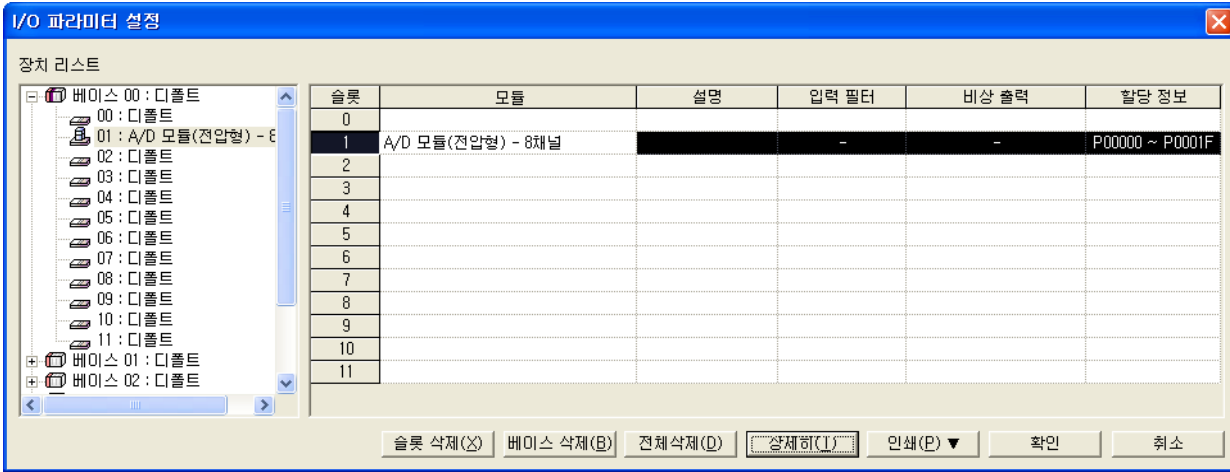 I/O 파라미터 설정
장치 리스트
베이스 00 : 디폴트
00 : 디폴트
01 : A/D 모듈(전압형) - 8
02 : 디폴트
03 : 디폴트
04 : 디폴트
05 : 디폴트
06 : 디폴트
07 : 디폴트
08 : 디폴트
09 : 디폴트
10 : 디폴트
11 : 디폴트
베이스 01 : 디폴트
베이스 02 : 디폴트
슬롯 모듈 설명 입력 필터 비상 출력 할당 정보
0
1 A/D 모듈(전압형) - 8채널 - - P00000 ~ P0001F
2
3
4
5
6
7
8
9
10
11
슬롯 삭제(X) 베이스 삭제(B) 전체삭제(D) 상세히(T) 인쇄(P) ▼ 확인 취소